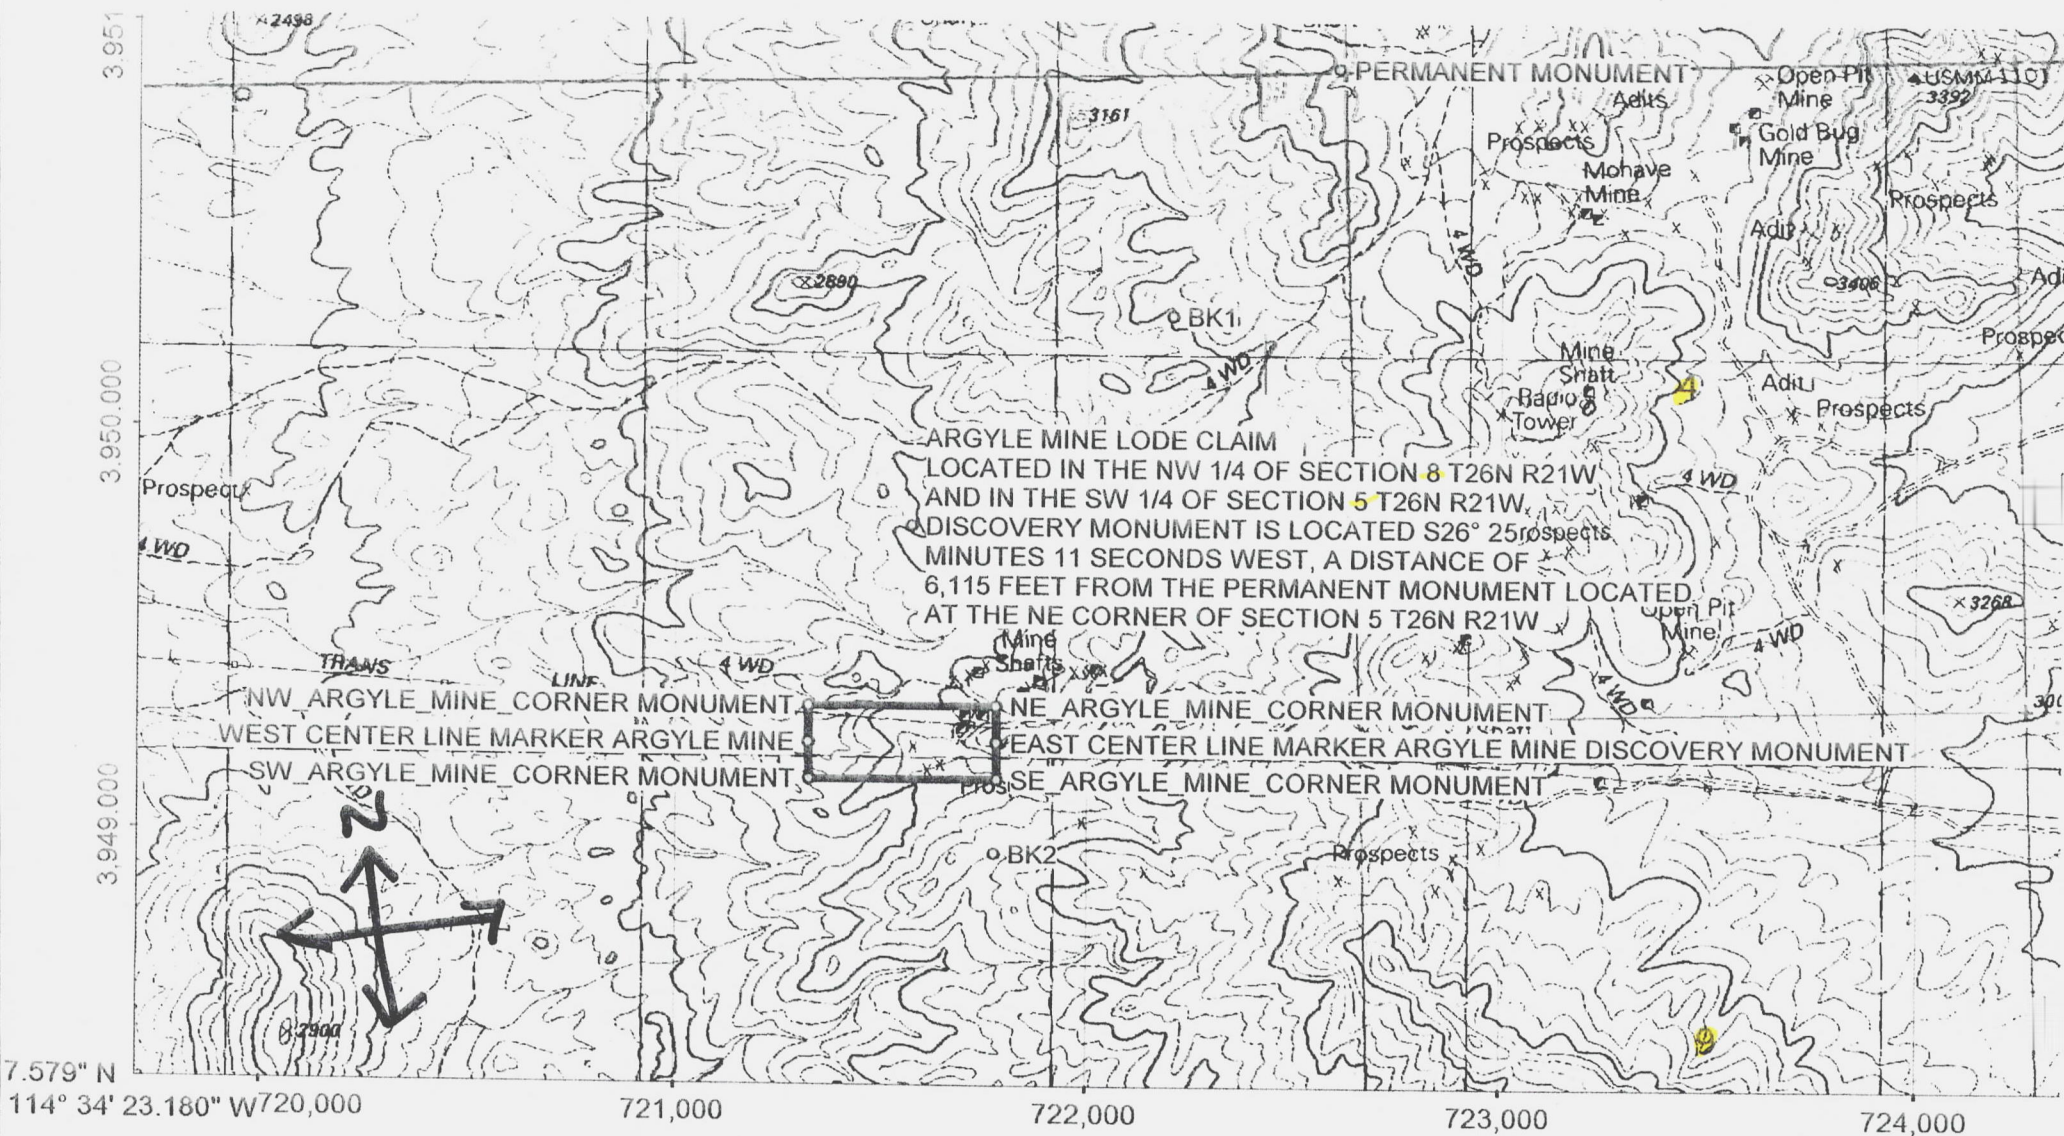 3.951
2498
PERMANENT MONUMENT
Open Pit
Mine
USMM 1101
3392
Adits
3161
Prospects
Gold Bug
Mine
Mohave
Mine
Prospects
Adit
4 WD
2890
3406
BK1
4 WD
Mine
Shaft
Radio
Tower
4
Adit
Prospects
3.950.000
ARGYLE MINE LODE CLAIM
LOCATED IN THE NW 1/4 OF SECTION 8 T26N R21W
AND IN THE SW 1/4 OF SECTION 5 T26N R21W
DISCOVERY MONUMENT IS LOCATED S26° 25
MINUTES 11 SECONDS WEST, A DISTANCE OF
6,115 FEET FROM THE PERMANENT MONUMENT LOCATED
AT THE NE CORNER OF SECTION 5 T26N R21W
Prospect
4 WD
4 WD
rospects
3268
Open Pit
Mine
4 WD
Mine
Shafts
TRANS
LINE
4 WD
4 WD
NW_ARGYLE_MINE_CORNER MONUMENT
NE_ARGYLE_MINE_CORNER MONUMENT
WEST CENTER LINE MARKER ARGYLE MINE
EAST CENTER LINE MARKER ARGYLE MINE DISCOVERY MONUMENT
SW_ARGYLE_MINE_CORNER MONUMENT
SE_ARGYLE_MINE_CORNER MONUMENT
3.949.000
N
BK2
Prospects
9
2900
7.579" N
114° 34' 23.180" W
720,000
721,000
722,000
723,000
724,000